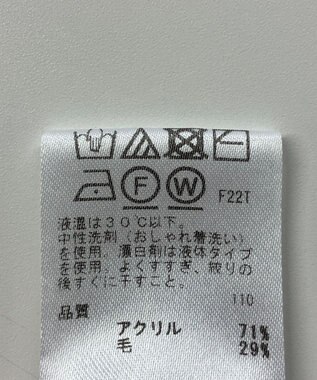 F W F22T
液温は30℃以下。
中性洗剤（おしゃれ着洗い）
を使用。漂白剤は液体タイプ
を使用。よくすすぎ、絞りの
後すぐに干すこと。
110
品質
アクリル 71%
毛 29%